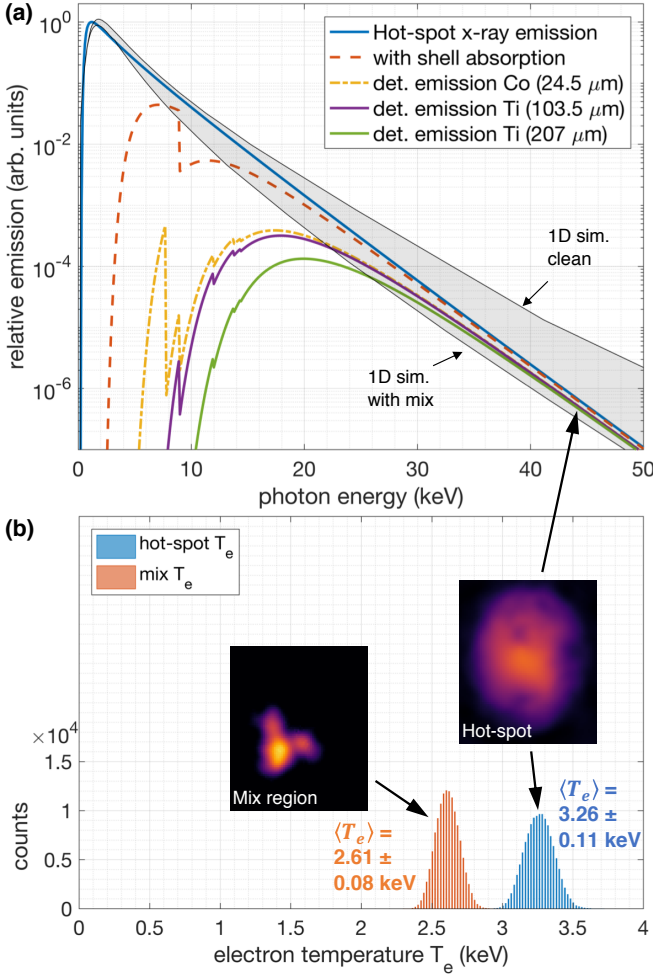 (a)
10^0
10^-2
10^-4
10^-6
relative emission (arb. units)
Hot-spot x-ray emission
with shell absorption
det. emission Co (24.5 μm)
det. emission Ti (103.5 μm)
det. emission Ti (207 μm)
1D sim.
clean
1D sim.
with mix
0 10 20 30 40 50
photon energy (keV)
(b)
hot-spot T_e
mix T_e
×10^4
1.5
1
0.5
0
counts
Mix region
Hot-spot
⟨T_e⟩ =
2.61 ±
0.08 keV
⟨T_e⟩ =
3.26 ±
0.11 keV
0 0.5 1 1.5 2 2.5 3 3.5 4
electron temperature T_e (keV)